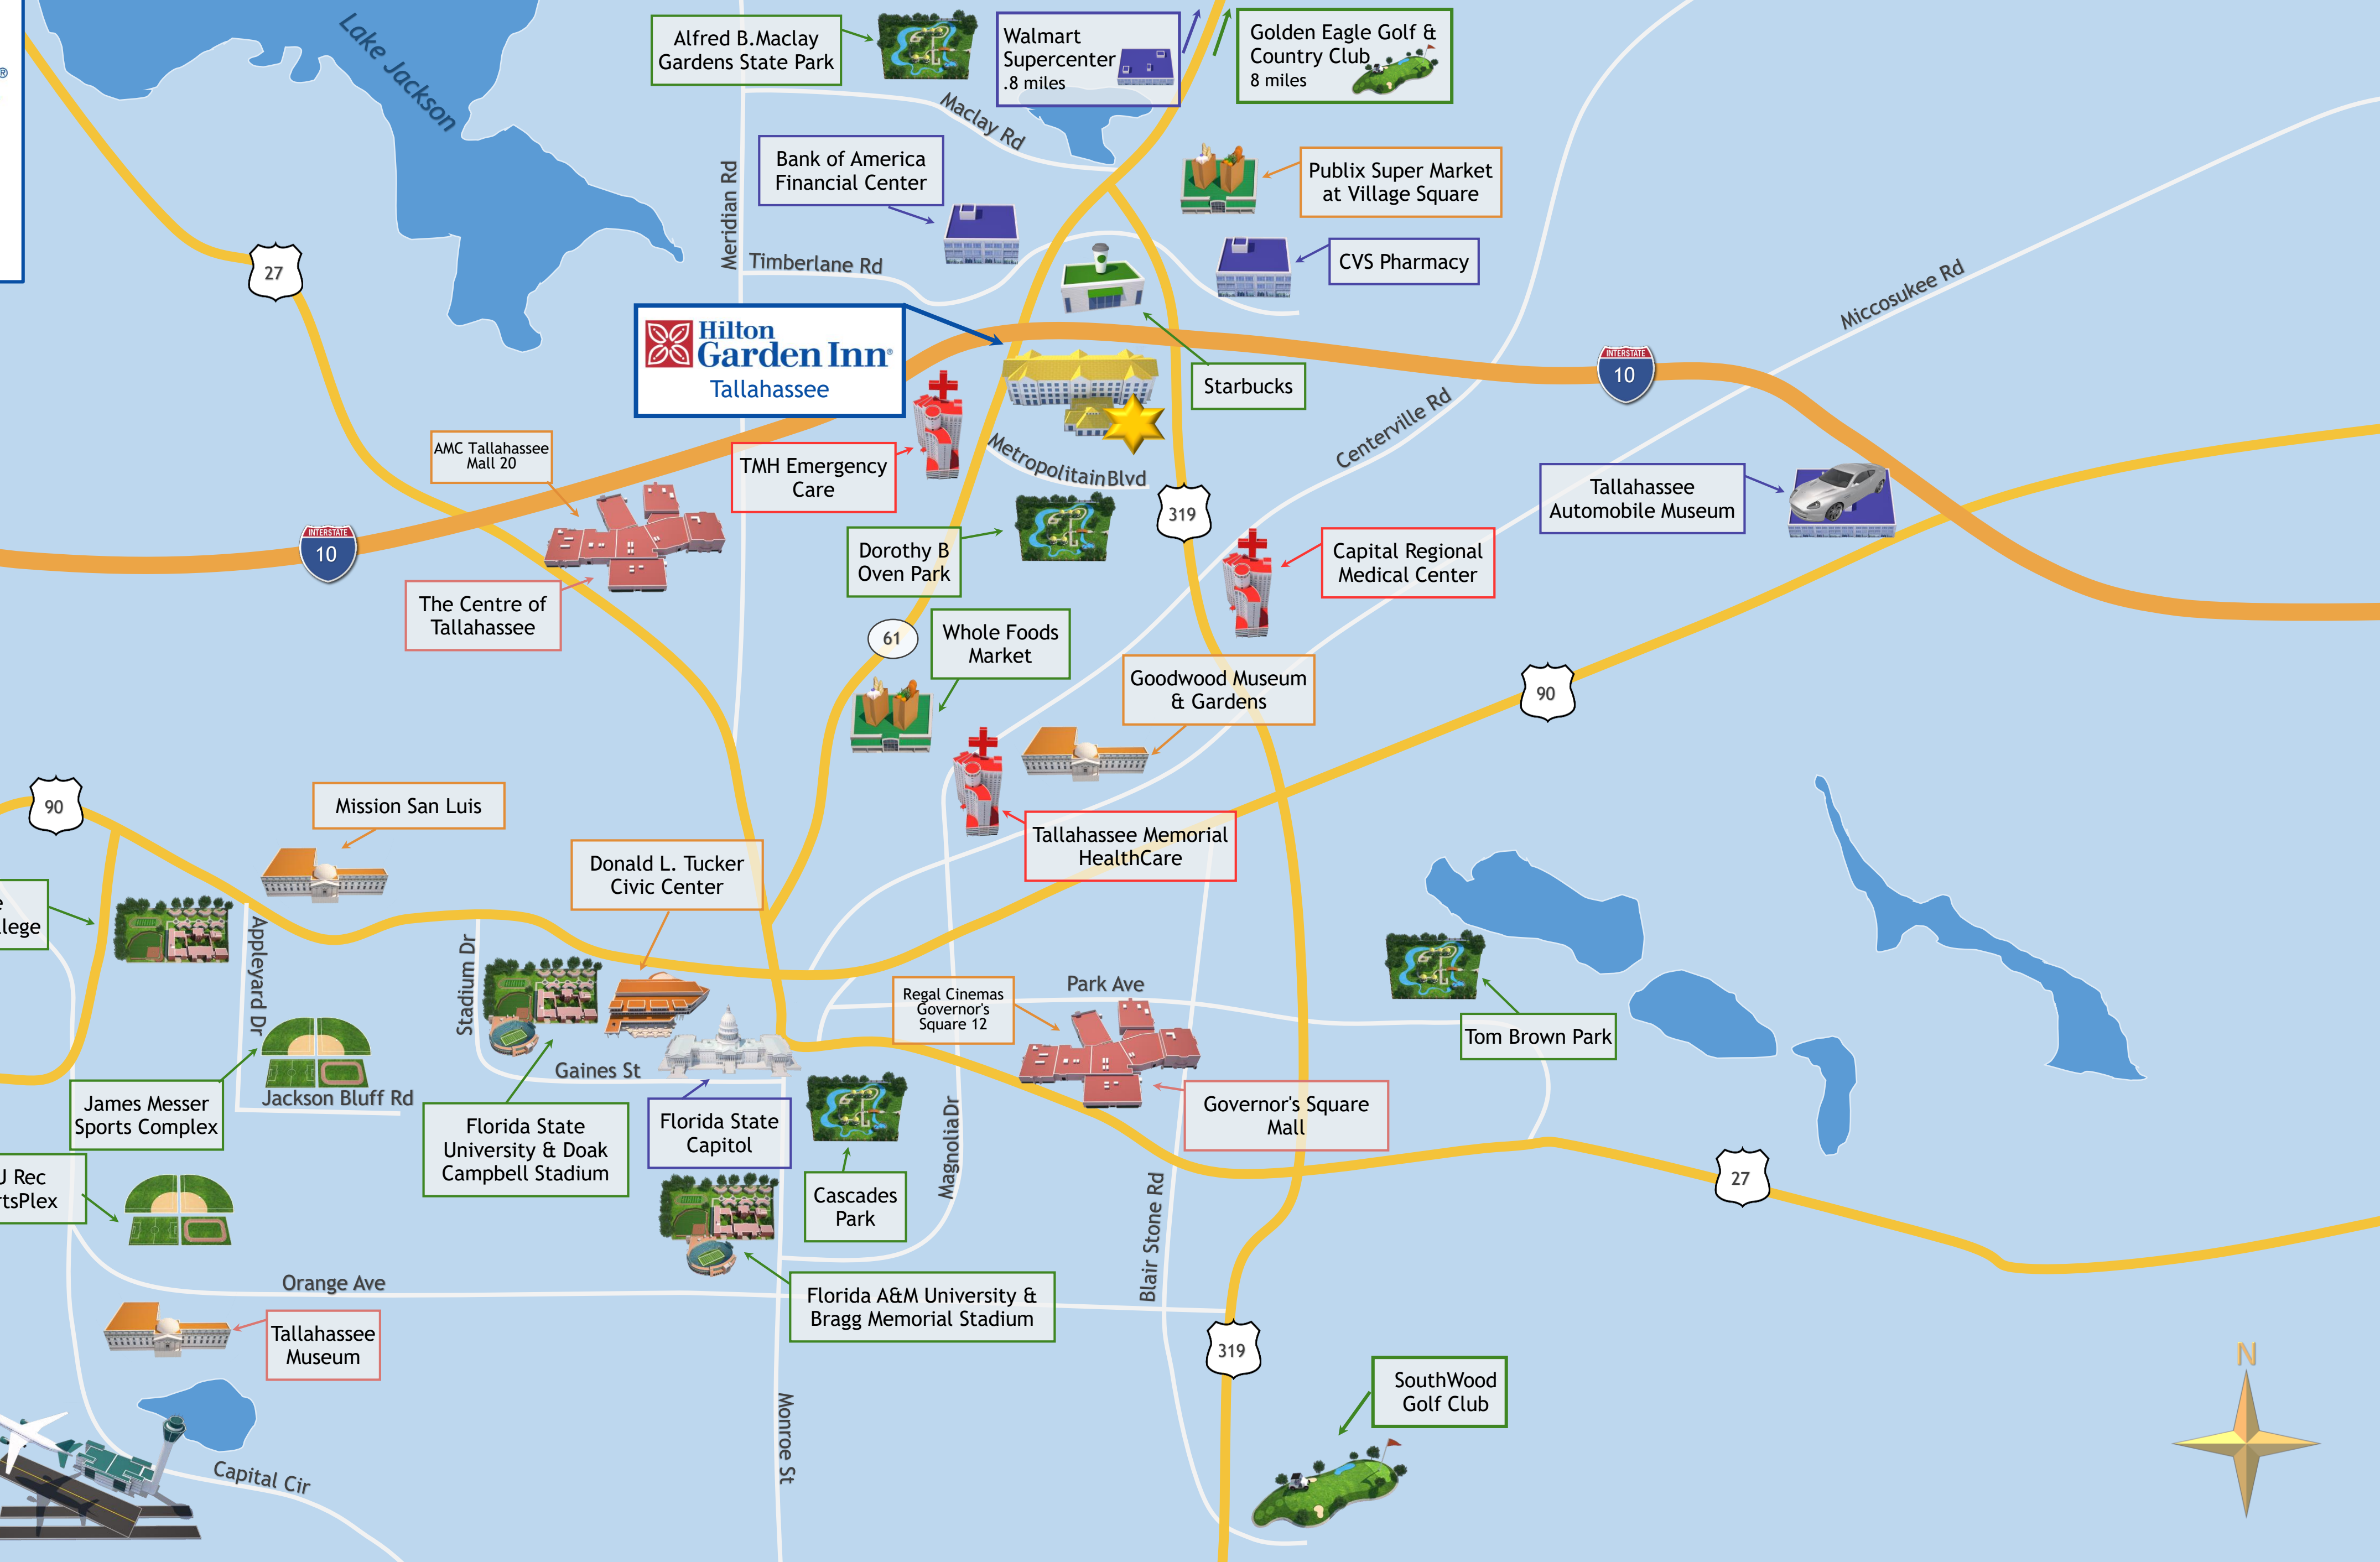 ®
Lake Jackson
Alfred B.Maclay
Gardens State Park
Walmart
Supercenter
.8 miles
Golden Eagle Golf &
Country Club
8 miles
Maclay Rd
Bank of America
Financial Center
Publix Super Market
at Village Square
Meridian Rd
Timberlane Rd
CVS Pharmacy
27
Miccosukee Rd
Hilton
Garden Inn®
Tallahassee
Starbucks
INTERSTATE
10
Centerville Rd
AMC Tallahassee
Mall 20
TMH Emergency
Care
MetropolitainBlvd
319
Tallahassee
Automobile Museum
INTERSTATE
10
Dorothy B
Oven Park
Capital Regional
Medical Center
The Centre of
Tallahassee
61
Whole Foods
Market
Goodwood Museum
& Gardens
90
90
Mission San Luis
Donald L. Tucker
Civic Center
Tallahassee Memorial
HealthCare
Appleyard Dr
Stadium Dr
Park Ave
Regal Cinemas
Governor's
Square 12
Tom Brown Park
Gaines St
Jackson Bluff Rd
James Messer
Sports Complex
Florida State
University & Doak
Campbell Stadium
Florida State
Capitol
MagnoliaDr
Governor's Square
Mall
Cascades
Park
Blair Stone Rd
27
Rec
Orange Ave
Florida A&M University &
Bragg Memorial Stadium
Tallahassee
Museum
319
N
SouthWood
Golf Club
Monroe St
Capital Cir